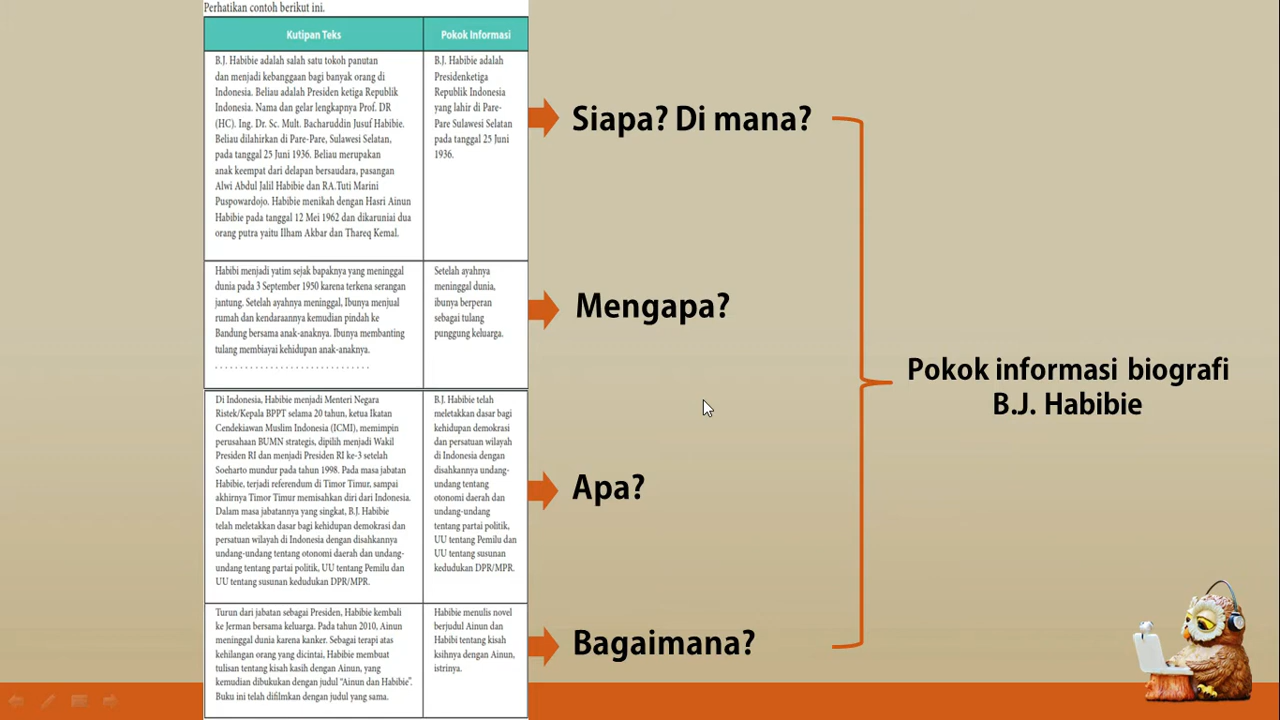 Perhatikan contoh berikut ini.
Kutipan Teks
Pokok Informasi
B.J. Habibie adalah salah satu tokoh panutan
dan menjadi kebanggaan bagi banyak orang di
Indonesia. Beliau adalah Presiden ketiga Republik
Indonesia. Nama dan gelar lengkapnya Prof. DR
(HC). Ing. Dr. Sc. Mult. Bacharuddin Jusuf Habibie.
Beliau dilahirkan di Pare-Pare, Sulawesi Selatan,
pada tanggal 25 Juni 1936. Beliau merupakan
anak keempat dari delapan bersaudara, pasangan
Alwi Abdul Jalil Habibie dan RA.Tuti Marini
Puspowardojo. Habibie menikah dengan Hasri Ainun
Habibie pada tanggal 12 Mei 1962 dan dikaruniai dua
orang putra yaitu Ilham Akbar dan Thareq Kemal.
B.J. Habibie adalah
Presidenketiga
Republik Indonesia
yang lahir di Pare-
Pare Sulawesi Selatan
pada tanggal 25 Juni
1936.
Siapa? Di mana?
Habibi menjadi yatim sejak bapaknya yang meninggal
dunia pada 3 September 1950 karena terkena serangan
jantung. Setelah ayahnya meninggal, Ibunya menjual
rumah dan kendaraannya kemudian pindah ke
Bandung bersama anak-anaknya. Ibunya membanting
tulang membiayai kehidupan anak-anaknya.
. . . . . . . . . . . . . . . . . . . . . . . . . . . . . .
Setelah ayahnya
meninggal dunia,
ibunya berperan
sebagai tulang
punggung keluarga.
Mengapa?
Di Indonesia, Habibie menjadi Menteri Negara
Ristek/Kepala BPPT selama 20 tahun, ketua Ikatan
Cendekiawan Muslim Indonesia (ICMI), memimpin
perusahaan BUMN strategis, dipilih menjadi Wakil
Presiden RI dan menjadi Presiden RI ke-3 setelah
Soeharto mundur pada tahun 1998. Pada masa jabatan
Habibie, terjadi referendum di Timor Timur, sampai
akhirnya Timor Timur memisahkan diri dari Indonesia.
Dalam masa jabatannya yang singkat, B.J. Habibie
telah meletakkan dasar bagi kehidupan demokrasi dan
persatuan wilayah di Indonesia dengan disahkannya
undang-undang tentang otonomi daerah dan undang-
undang tentang partai politik, UU tentang Pemilu dan
UU tentang susunan kedudukan DPR/MPR.
B.J. Habibie telah
meletakkan dasar bagi
kehidupan demokrasi
dan persatuan wilayah
di Indonesia dengan
disahkannya undang-
undang tentang
otonomi daerah dan
undang-undang
tentang partai politik,
UU tentang Pemilu dan
UU tentang susunan
kedudukan DPR/MPR.
Apa?
Turun dari jabatan sebagai Presiden, Habibie kembali
ke Jerman bersama keluarga. Pada tahun 2010, Ainun
meninggal dunia karena kanker. Sebagai terapi atas
kehilangan orang yang dicintai, Habibie membuat
tulisan tentang kisah kasih dengan Ainun, yang
kemudian dibukukan dengan judul “Ainun dan Habibie”.
Buku ini telah difilmkan dengan judul yang sama.
Habibie menulis novel
berjudul Ainun dan
Habibi tentang kisah
ksihnya dengan Ainun,
istrinya.
Bagaimana?
Pokok informasi biografi
B.J. Habibie